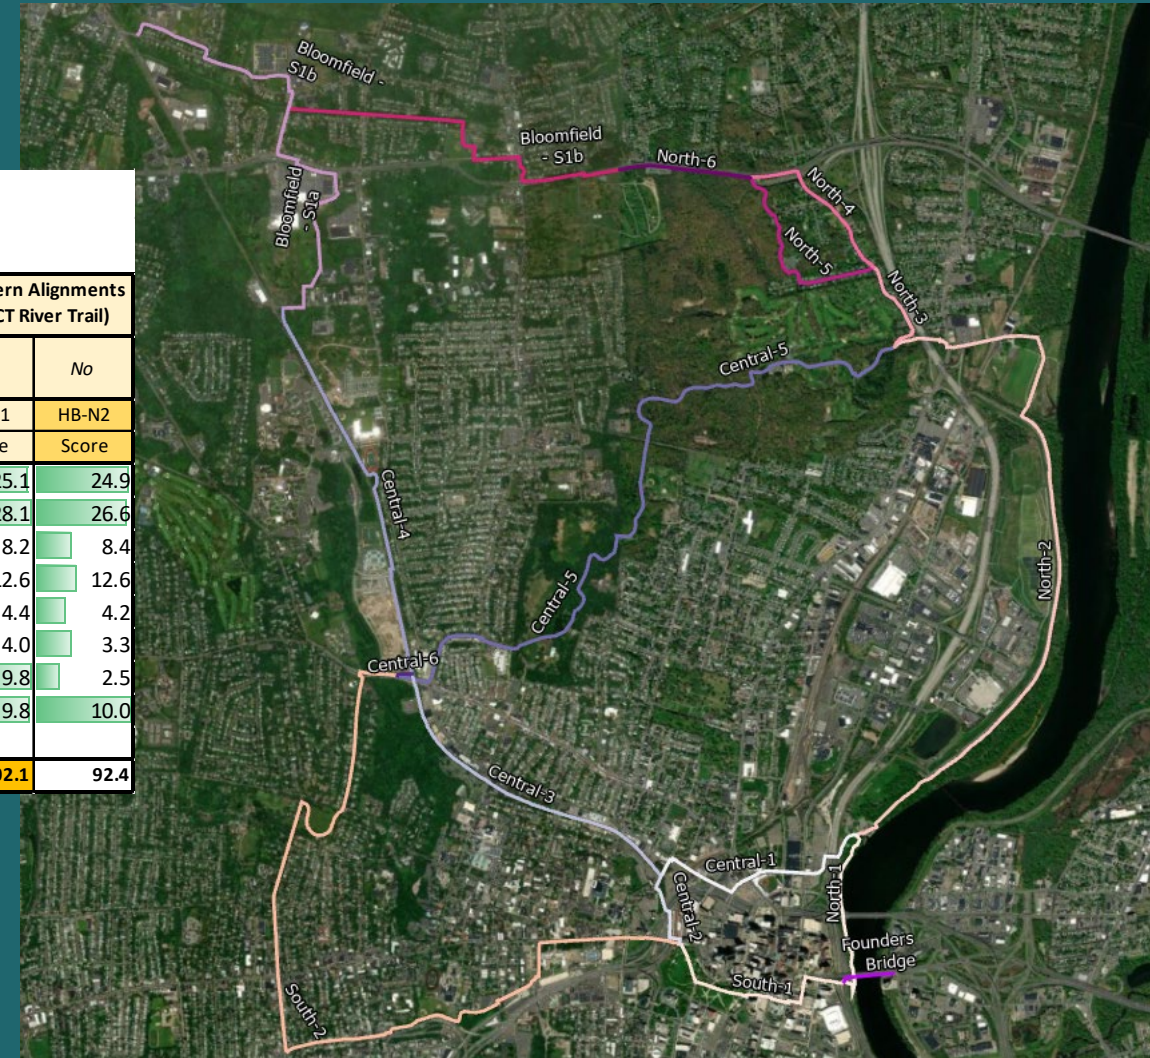 ern Alignments
CT River Trail)
No
1
HB-N2
e
Score
5.1
24.9
8.1
26.6
8.2
8.4
2.6
12.6
4.4
4.2
4.0
3.3
9.8
2.5
9.8
10.0
02.1
92.4
Bloomfield -
S1b
Bloomfield
- S1b
North-6
North-4
Bloomfield
- S1a
North-5
North-3
Central-5
Central-4
North-2
Central-5
Central-6
Central-3
Central-1
Central-2
North-1
Founders
Bridge
South-1
South-2